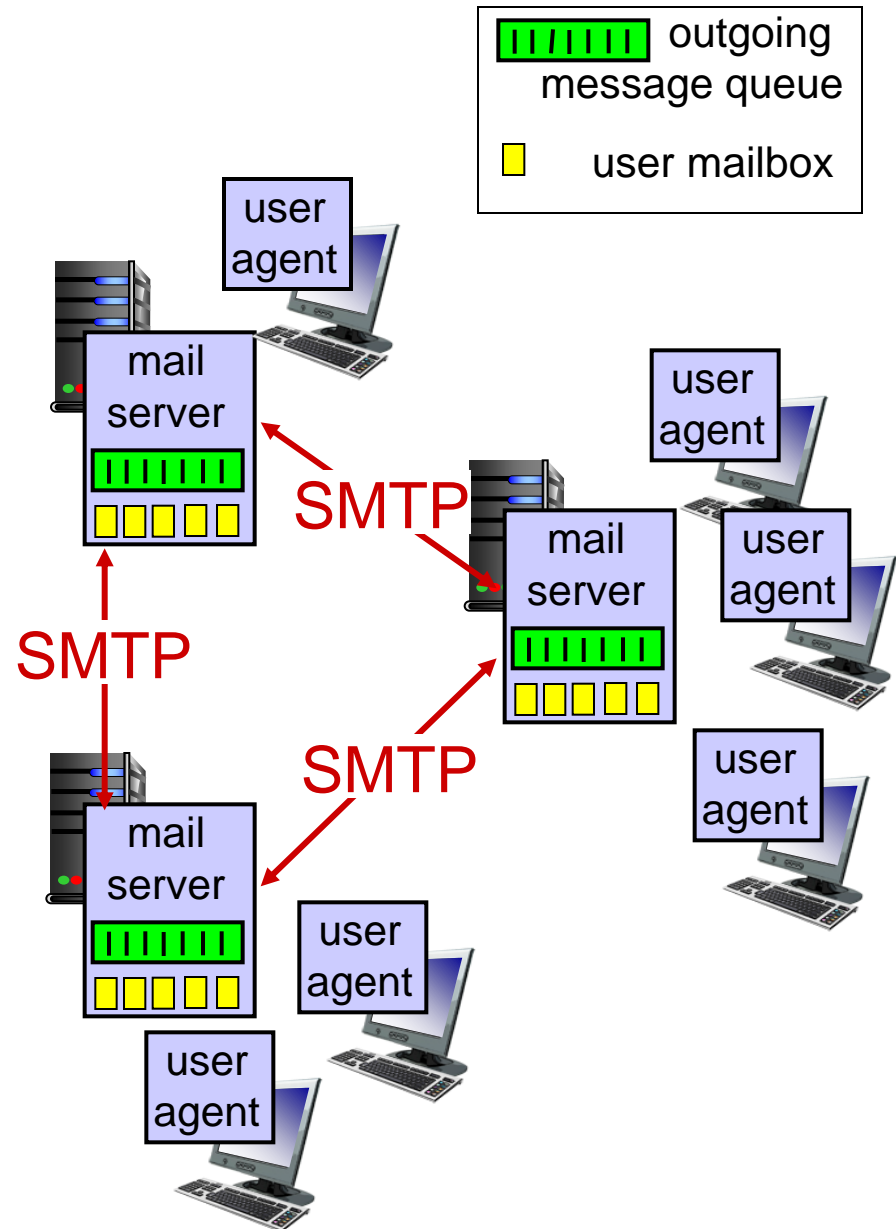 outgoing
message queue
user mailbox
user
agent
mail
server
user
agent
SMTP
mail
server
user
agent
SMTP
SMTP
user
agent
mail
server
user
agent
user
agent